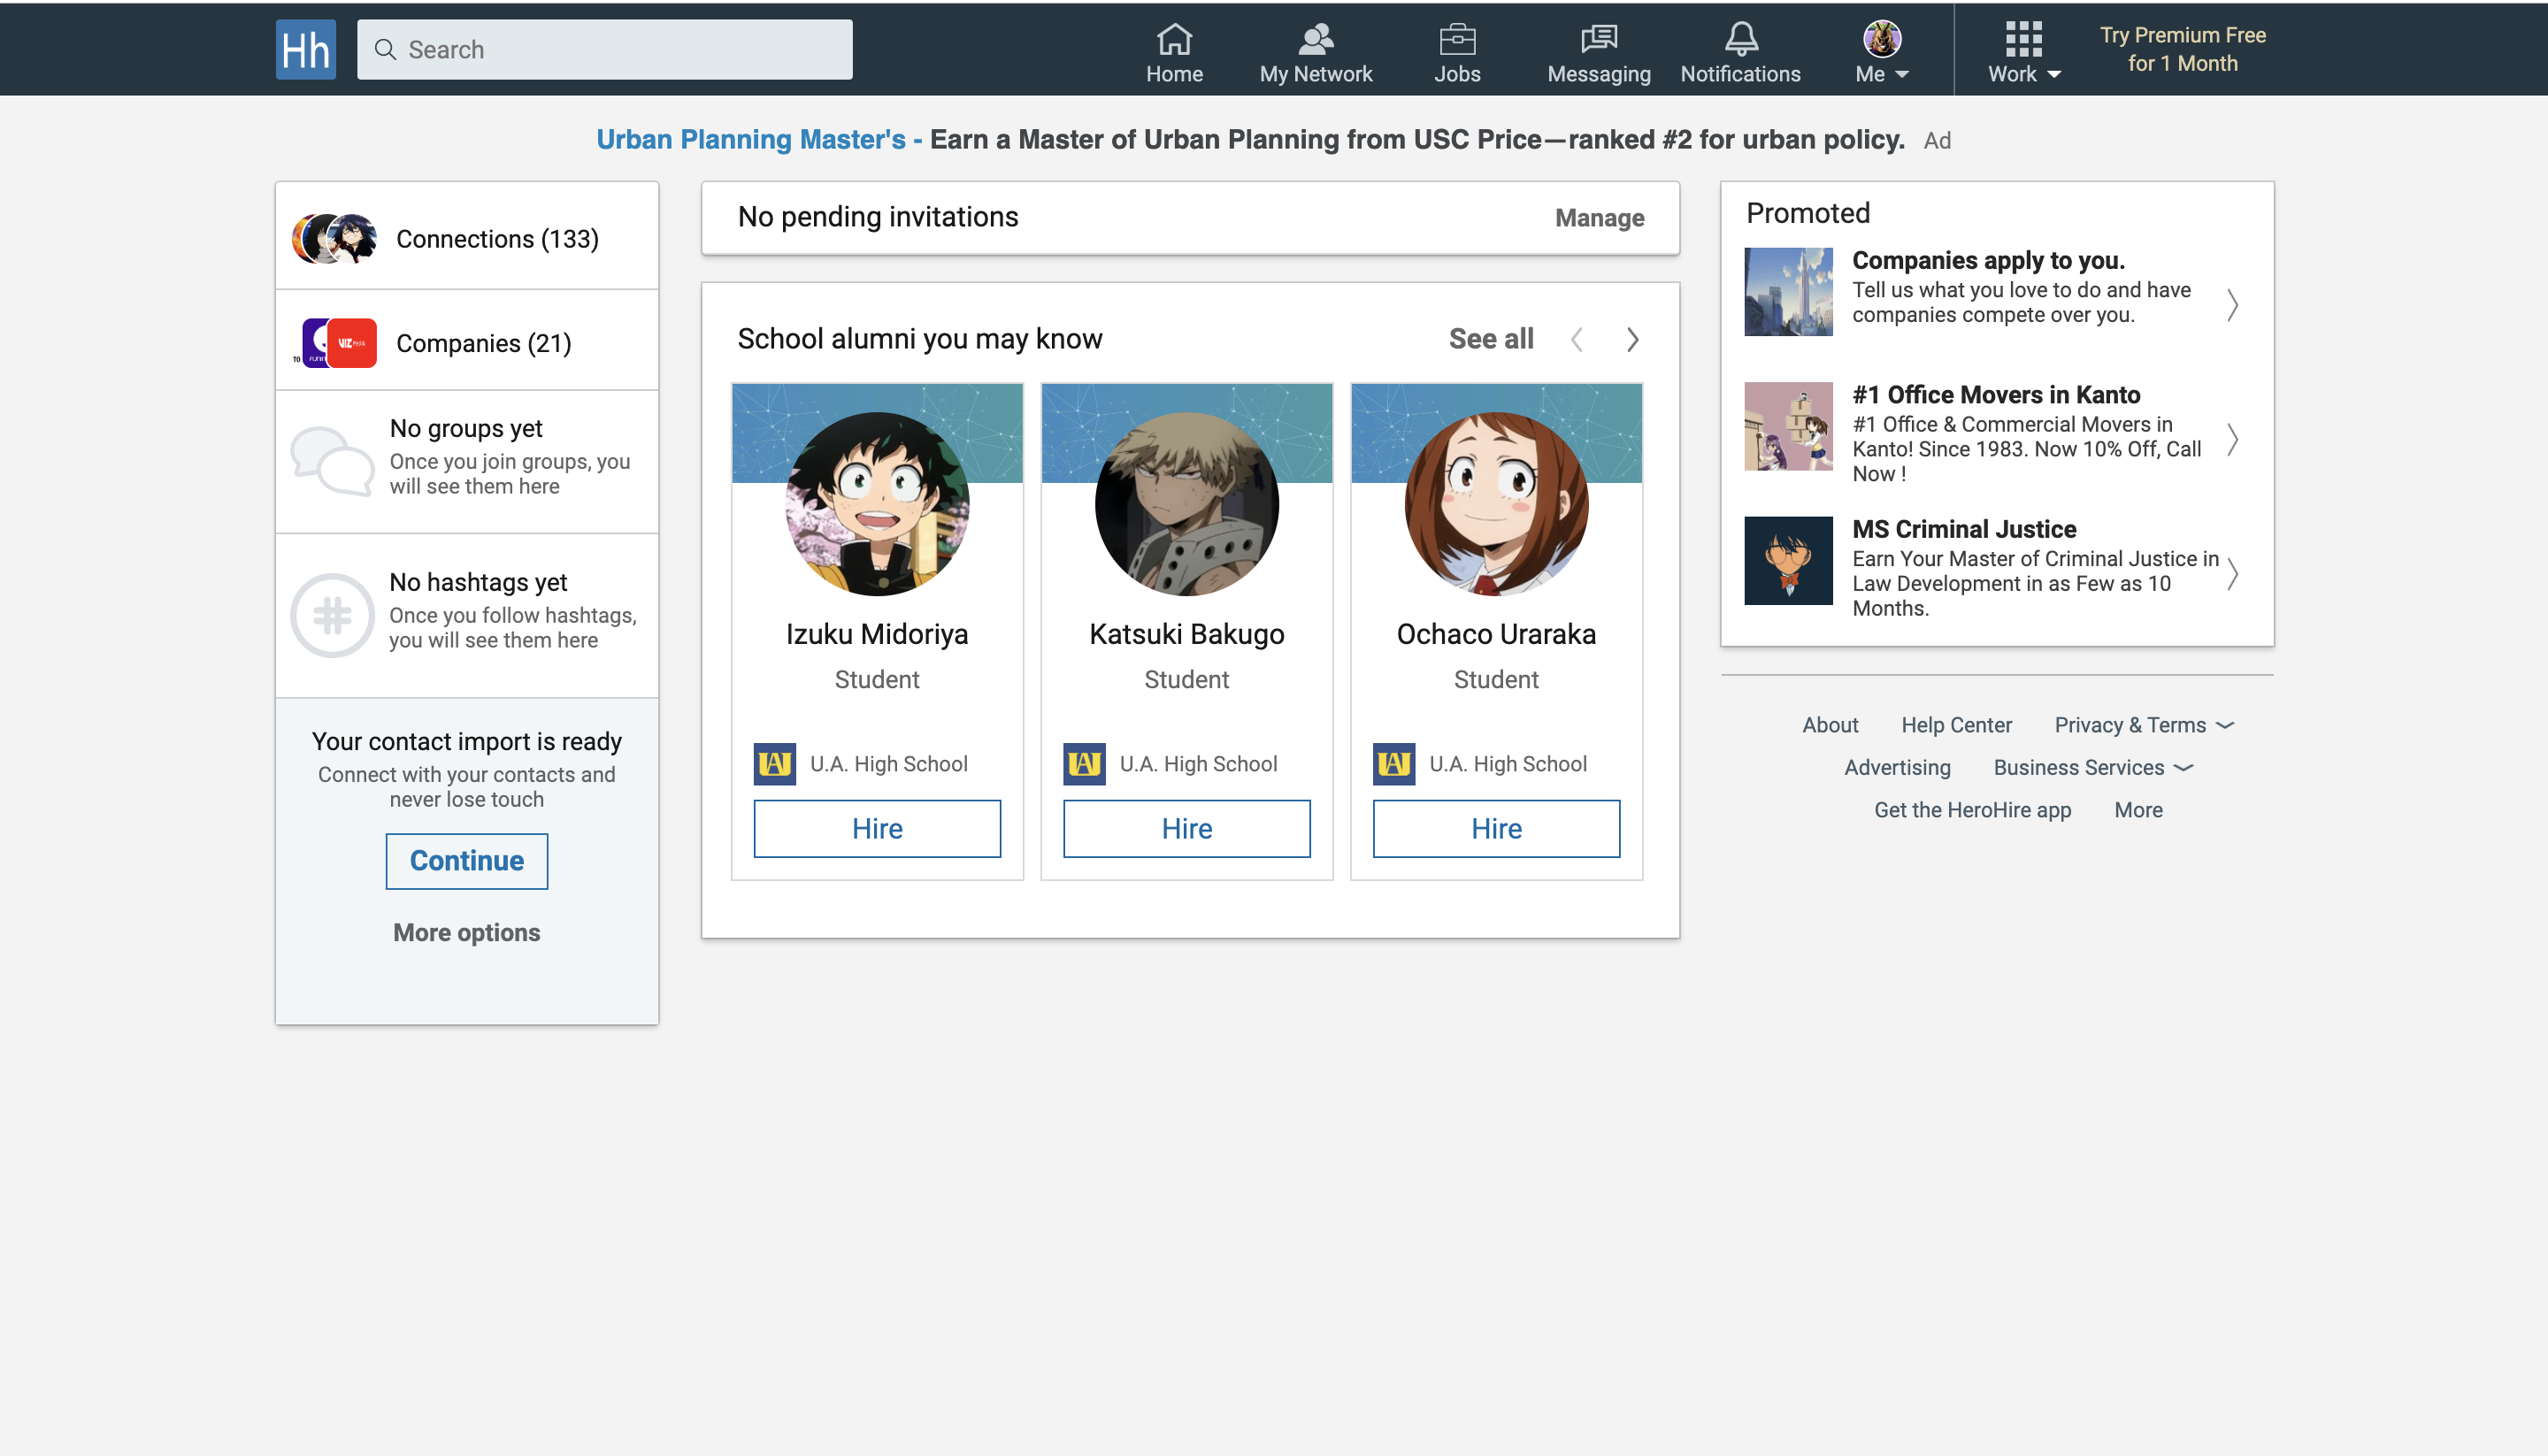 Hh
Search
Home
My Network
Jobs
Messaging
Notifications
Me
Work
Try Premium Free
for 1 Month
Urban Planning Master's - Earn a Master of Urban Planning from USC Price—ranked #2 for urban policy. Ad
Connections (133)
TO
VIZ
Companies (21)
No groups yet
Once you join groups, you
will see them here
#
No hashtags yet
Once you follow hashtags,
you will see them here
Your contact import is ready
Connect with your contacts and
never lose touch
Continue
More options
No pending invitations
Manage
School alumni you may know
See all
Izuku Midoriya
Student
UA
U.A. High School
Hire
Katsuki Bakugo
Student
UA
U.A. High School
Hire
Ochaco Uraraka
Student
UA
U.A. High School
Hire
Promoted
Companies apply to you.
Tell us what you love to do and have
companies compete over you.
#1 Office Movers in Kanto
#1 Office & Commercial Movers in
Kanto! Since 1983. Now 10% Off, Call
Now !
MS Criminal Justice
Earn Your Master of Criminal Justice in
Law Development in as Few as 10
Months.
About
Help Center
Privacy & Terms
Advertising
Business Services
Get the HeroHire app
More